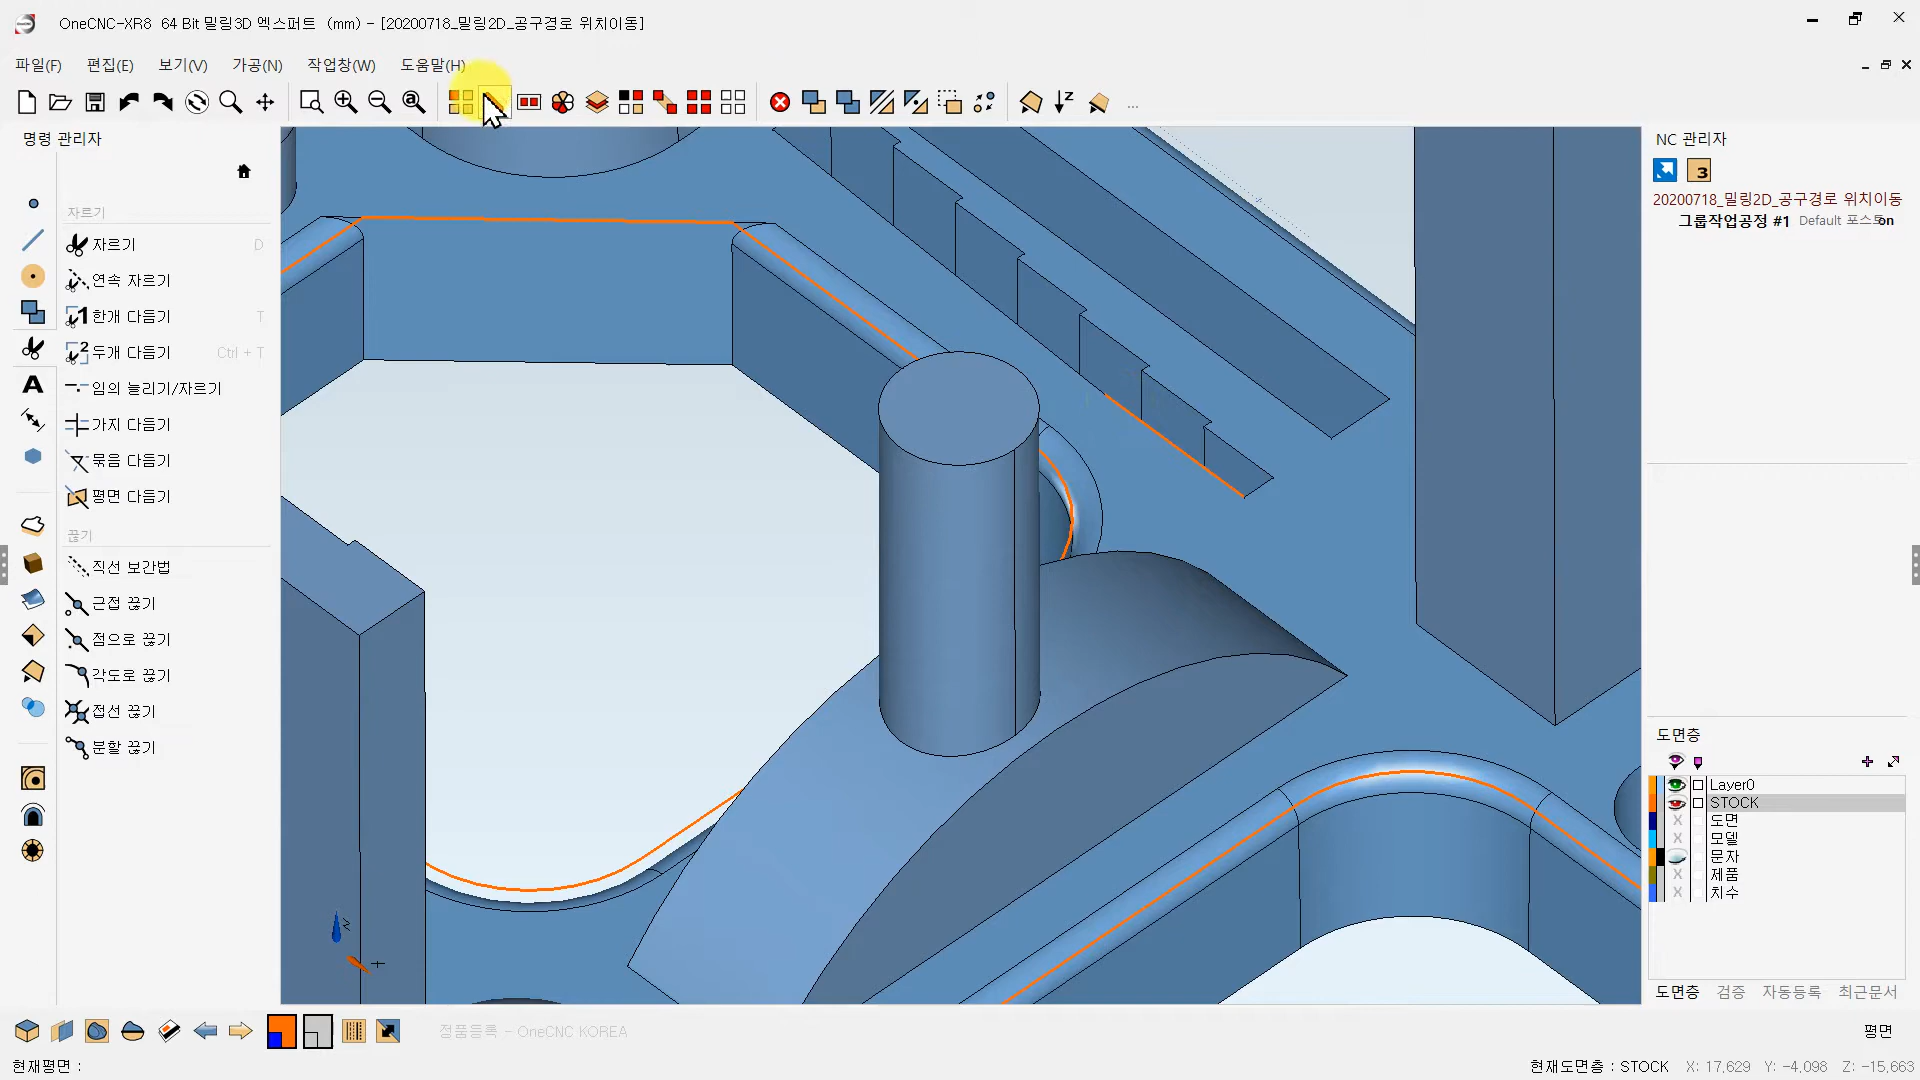 OneCNC-XR8 64 Bit 밀링3D 엑스퍼트 (mm) - [20200718_밀링2D_공구경로 위치이동]
파일(F) 편집(E) 보기(V) 가공(N) 작업창(W) 도움말(H)
명령 관리자
자르기
자르기 D
연속 자르기
한개 다듬기 T
두개 다듬기 Ctrl + T
임의 늘리기/자르기
가지 다듬기
묶음 다듬기
평면 다듬기
끊기
직선 보간법
근접 끊기
점으로 끊기
각도로 끊기
접선 끊기
분할 끊기
NC 관리자
20200718_밀링2D_공구경로 위치이동
그룹작업공정 #1 Default 포스트 on
도면층
Layer0
STOCK
도면
모델
문자
제품
치수
도면층 검증 자동등록 최근문서
정품등록 - OneCNC KOREA
평면
현재평면 :
현재도면층 : STOCK X: 17,629 Y: -4,098 Z: -15,663